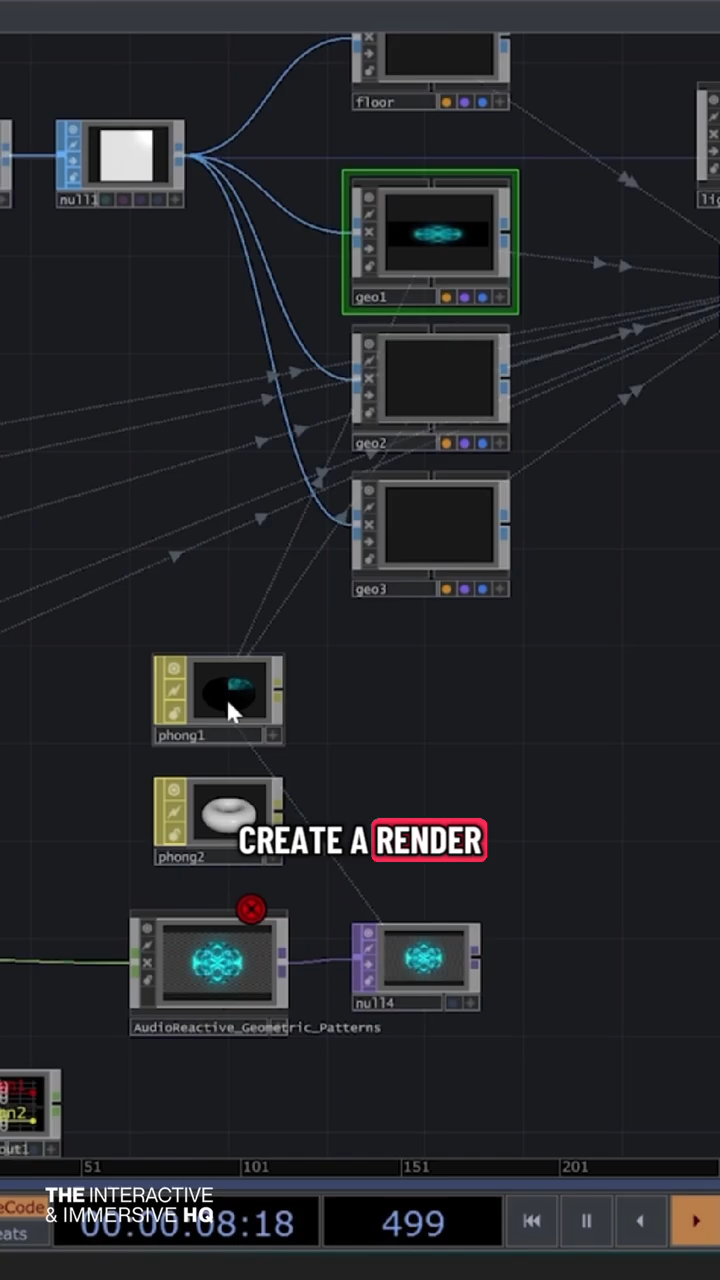 floor
null1
geo1
geo2
geo3
phong1
phong2
CREATE A RENDER
null4
AudioReactive_Geometric_Patterns
51
101
151
201
THE INTERACTIVE
& IMMERSIVE HQ
00:00:08:18
499